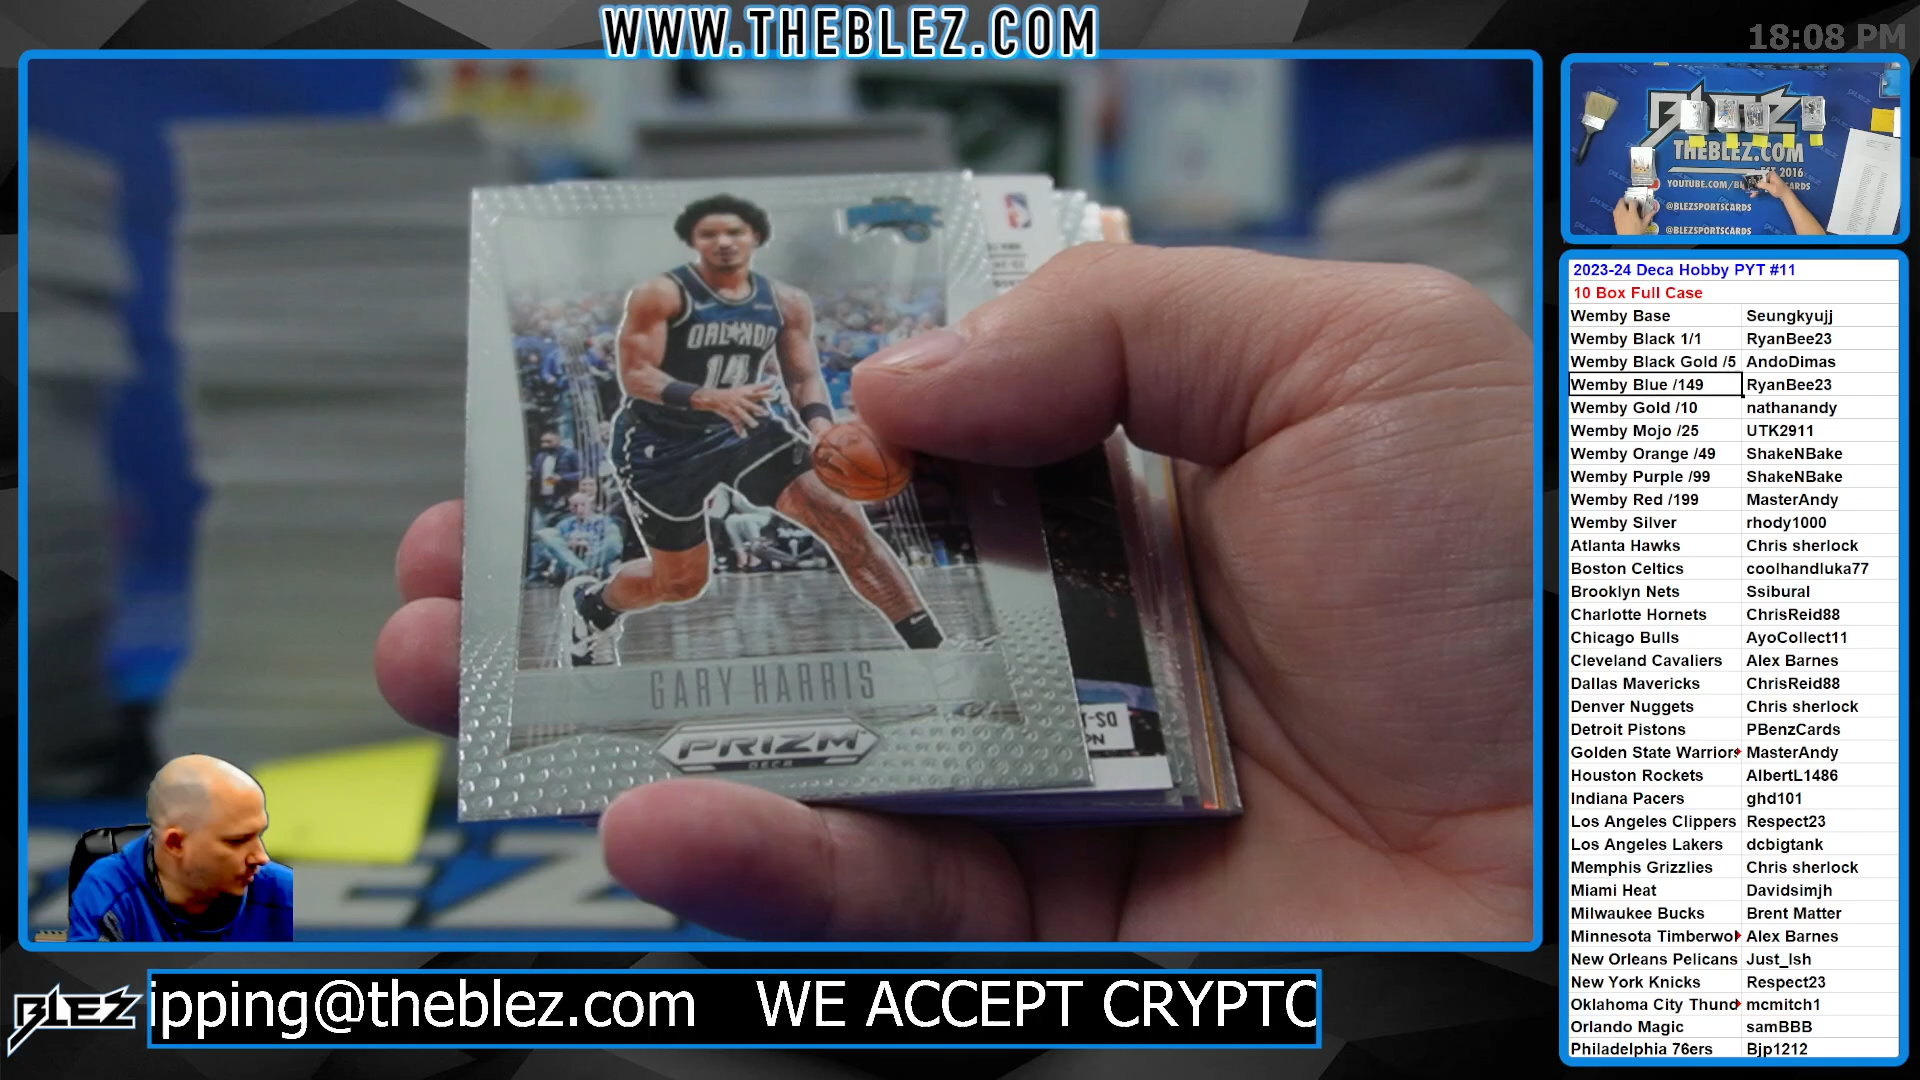 WWW.THEBLEZ.COM
18:08 PM
ORLANDO
14
GARY HARRIS
PRIZM
DECA
BLEZ
THEBLEZ.COM
2016
@BLEZSPORTSCARDS
@BLEZSPORTSCARDS
2023-24 Deca Hobby PYT #11
10 Box Full Case
Wemby Base Seungkyujj
Wemby Black 1/1 RyanBee23
Wemby Black Gold /5 AndoDimas
Wemby Blue /149 RyanBee23
Wemby Gold /10 nathanandy
Wemby Mojo /25 UTK2911
Wemby Orange /49 ShakeNBake
Wemby Purple /99 ShakeNBake
Wemby Red /199 MasterAndy
Wemby Silver rhody1000
Atlanta Hawks Chris sherlock
Boston Celtics coolhandluka77
Brooklyn Nets Ssibural
Charlotte Hornets ChrisReid88
Chicago Bulls AyoCollect11
Cleveland Cavaliers Alex Barnes
Dallas Mavericks ChrisReid88
Denver Nuggets Chris sherlock
Detroit Pistons PBenzCards
Golden State Warriors MasterAndy
Houston Rockets AlbertL1486
Indiana Pacers ghd101
Los Angeles Clippers Respect23
Los Angeles Lakers dcbigtank
Memphis Grizzlies Chris sherlock
Miami Heat Davidsimjh
Milwaukee Bucks Brent Matter
Minnesota Timberwol Alex Barnes
New Orleans Pelicans Just_Ish
New York Knicks Respect23
Oklahoma City Thund mcmitch1
Orlando Magic samBBB
Philadelphia 76ers Bjp1212
BLEZ
ipping@theblez.com WE ACCEPT CRYPTO